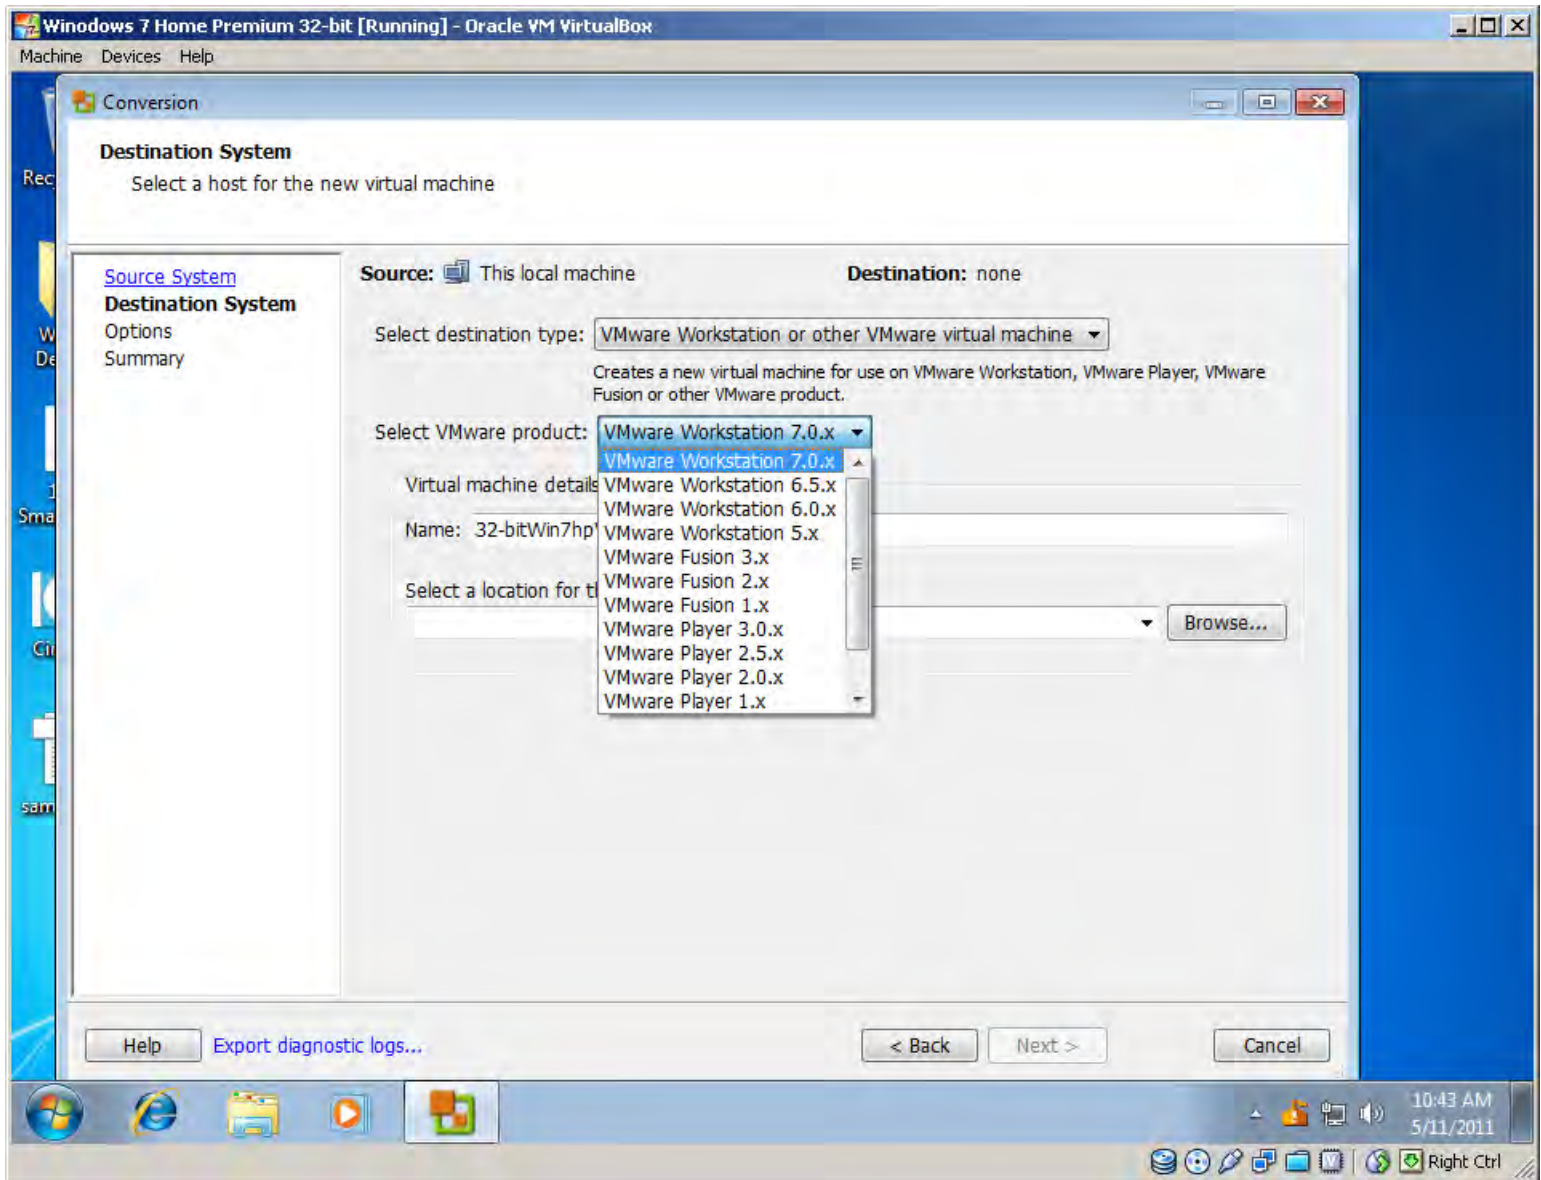 Winodows 7 Home Premium 32-bit [Running] - Oracle VM VirtualBox
Machine Devices Help
Conversion
Destination System
Select a host for the new virtual machine
Source System
Destination System
Options
Summary
Source: This local machine
Destination: none
Select destination type: VMware Workstation or other VMware virtual machine
Creates a new virtual machine for use on VMware Workstation, VMware Player, VMware
Fusion or other VMware product.
Select VMware product: VMware Workstation 7.0.x
VMware Workstation 7.0.x
VMware Workstation 6.5.x
VMware Workstation 6.0.x
VMware Workstation 5.x
VMware Fusion 3.x
VMware Fusion 2.x
VMware Fusion 1.x
VMware Player 3.0.x
VMware Player 2.5.x
VMware Player 2.0.x
VMware Player 1.x
Virtual machine details
Name: 32-bitWin7hp
Select a location for
Browse...
Help
Export diagnostic logs...
< Back
Next >
Cancel
Rec
W
De
1
Sma
sam
10:43 AM
5/11/2011
Right Ctrl